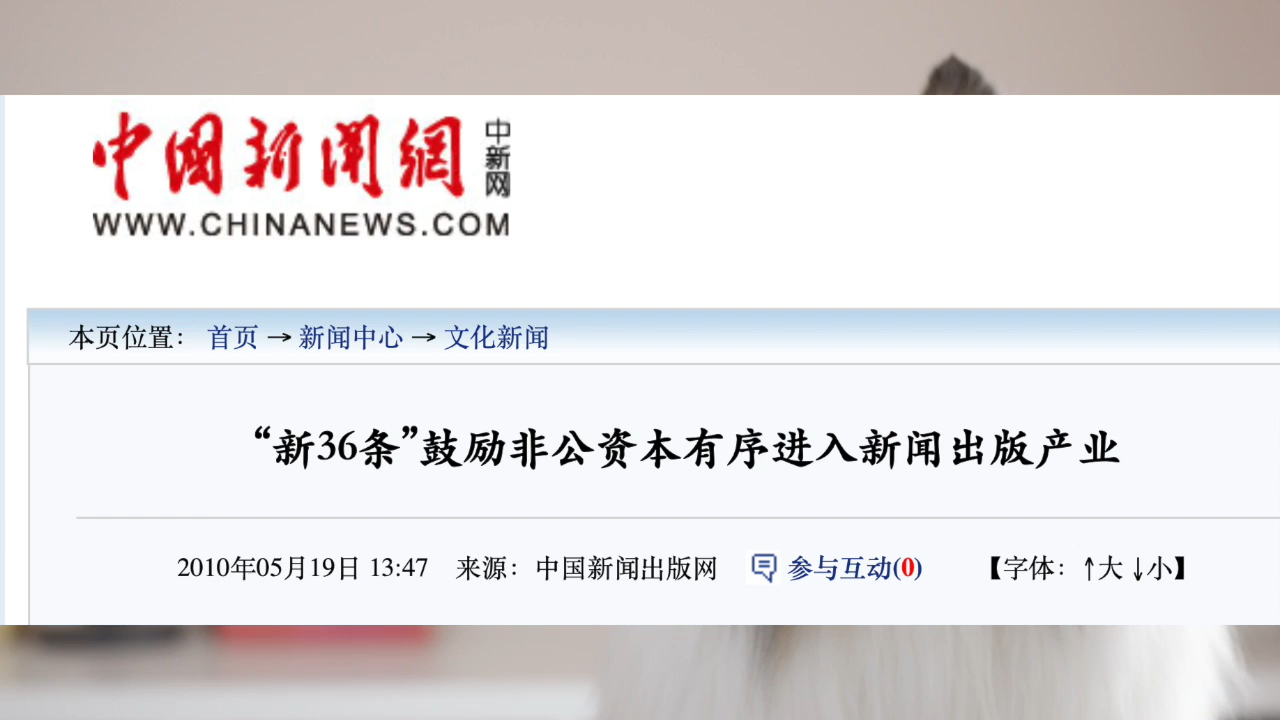 中國新聞網
中新网
WWW.CHINANEWS.COM
本页位置： 首页 → 新闻中心 → 文化新闻
“新36条”鼓励非公资本有序进入新闻出版产业
2010年05月19日 13:47 来源：中国新闻出版网 参与互动(0) 【字体：↑大 ↓小】